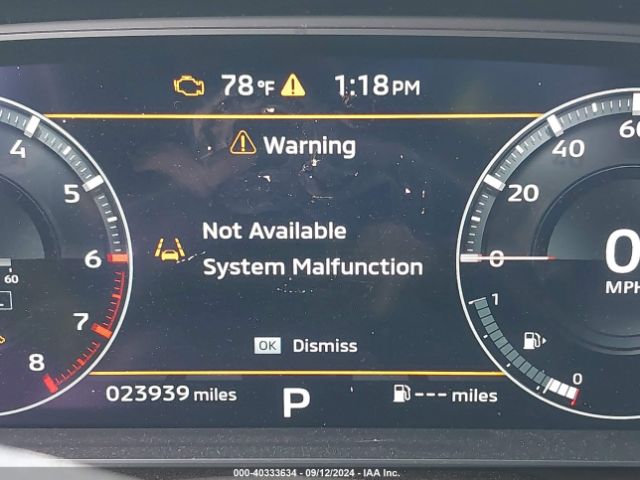 78°F 1:18PM
Warning
Not Available
System Malfunction
OK Dismiss
023939 miles P --- miles
4
5
6
7
8
60
60
40
20
0
0
MPH
1
0
000-40333634 - 09/12/2024 - IAA Inc.